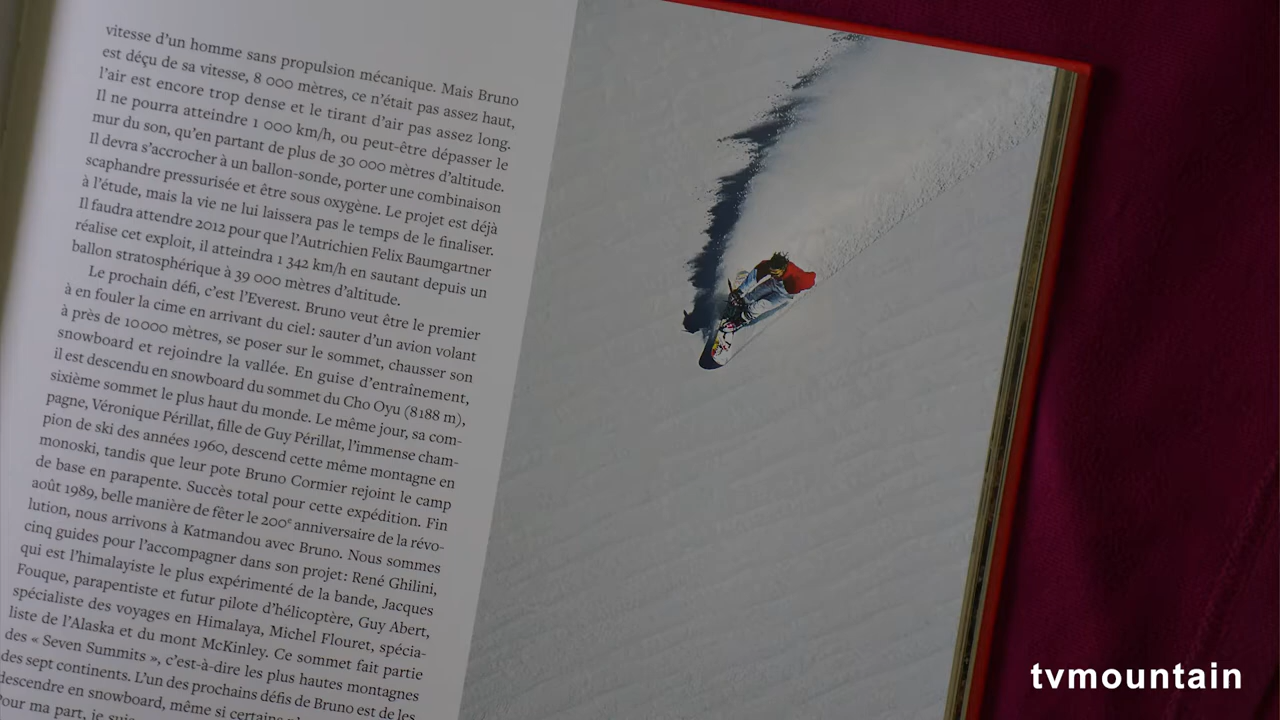 vitesse d'un homme sans propulsion mécanique. Mais Bruno
est déçu de sa vitesse, 8 000 mètres, ce n'était pas assez haut,
l'air est encore trop dense et le tirant d'air pas assez long.
Il ne pourra atteindre 1 000 km/h, ou peut-être dépasser le
mur du son, qu'en partant de plus de 30 000 mètres d'altitude.
Il devra s'accrocher à un ballon-sonde, porter une combinaison
scaphandre pressurisée et être sous oxygène. Le projet est déjà
à l'étude, mais la vie ne lui laissera pas le temps de le finaliser.
Il faudra attendre 2012 pour que l'Autrichien Felix Baumgartner
réalise cet exploit, il atteindra 1 342 km/h en sautant depuis un
ballon stratosphérique à 39 000 mètres d'altitude.
Le prochain défi, c'est l'Everest. Bruno veut être le premier
à en fouler la cime en arrivant du ciel : sauter d'un avion volant
à près de 10 000 mètres, se poser sur le sommet, chausser son
snowboard et rejoindre la vallée. En guise d'entraînement,
il est descendu en snowboard du sommet du Cho Oyu (8 188 m),
sixième sommet le plus haut du monde. Le même jour, sa com-
pagne, Véronique Périllat, fille de Guy Périllat, l'immense cham-
pion de ski des années 1960, descend cette même montagne en
monoski, tandis que leur pote Bruno Cormier rejoint le camp
de base en parapente. Succès total pour cette expédition. Fin
août 1989, belle manière de fêter le 200e anniversaire de la révo-
lution, nous arrivons à Katmandou avec Bruno. Nous sommes
cinq guides pour l'accompagner dans son projet : René Ghilini,
qui est l'himalayiste le plus expérimenté de la bande, Jacques
Fouque, parapentiste et futur pilote d'hélicoptère, Guy Abert,
spécialiste des voyages en Himalaya, Michel Flouret, spécia-
liste de l'Alaska et du mont McKinley. Ce sommet fait partie
des « Seven Summits », c'est-à-dire les plus hautes montagnes
des sept continents. L'un des prochains défis de Bruno est de les
descendre en snowboard, même si certaine
Pour ma part, je suis
tvmountain